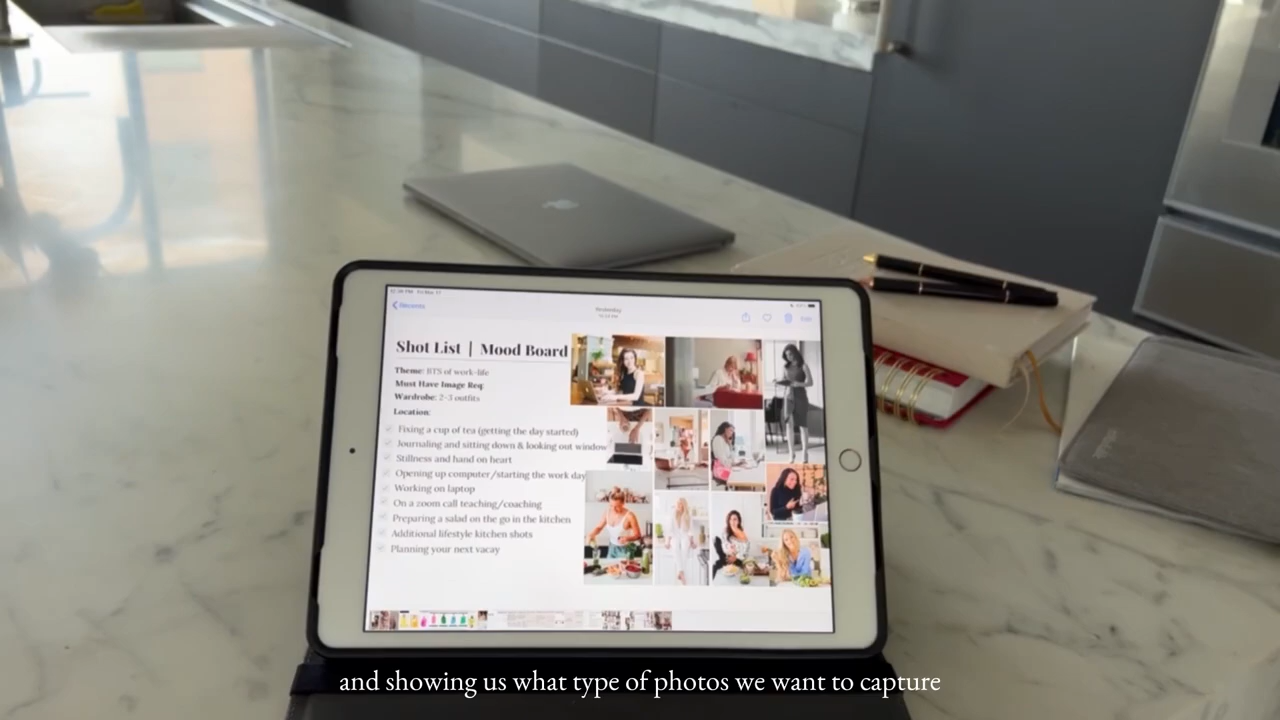 Recents
Yesterday
Edit
Shot List | Mood Board
Theme: BTS of work-life
Must Have Image Req:
Wardrobe: 2-3 outfits
Location:
Fixing a cup of tea (getting the day started)
Journaling and sitting down & looking out window
Stillness and hand on heart
Opening up computer/starting the work day
Working on laptop
On a zoom call teaching/coaching
Preparing a salad on the go in the kitchen
Additional lifestyle kitchen shots
Planning your next vacay
and showing us what type of photos we want to capture